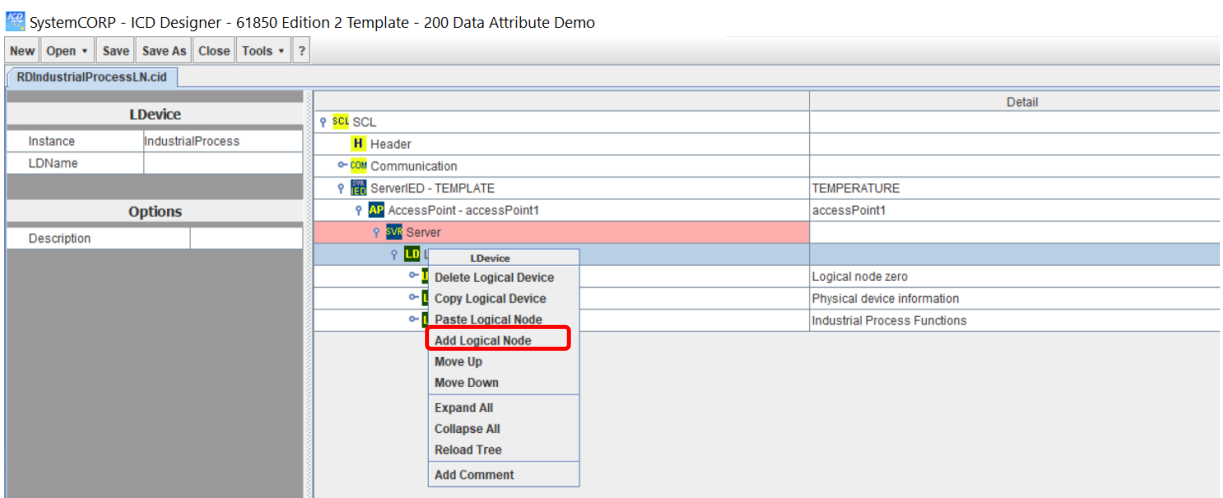 SystemCORP - ICD Designer - 61850 Edition 2 Template - 200 Data Attribute Demo
New Open Save Save As Close Tools ?
RDIndustrialProcessLN.cid
LDevice
Instance IndustrialProcess
LDName
Options
Description
Detail
SCL SCL
H Header
COM Communication
SVR IED ServerIED - TEMPLATE TEMPERATURE
AP AccessPoint - accessPoint1 accessPoint1
SVR Server
LD L
LDevice
Delete Logical Device
Logical node zero
Copy Logical Device
Physical device information
Paste Logical Node
Industrial Process Functions
Add Logical Node
Move Up
Move Down
Expand All
Collapse All
Reload Tree
Add Comment